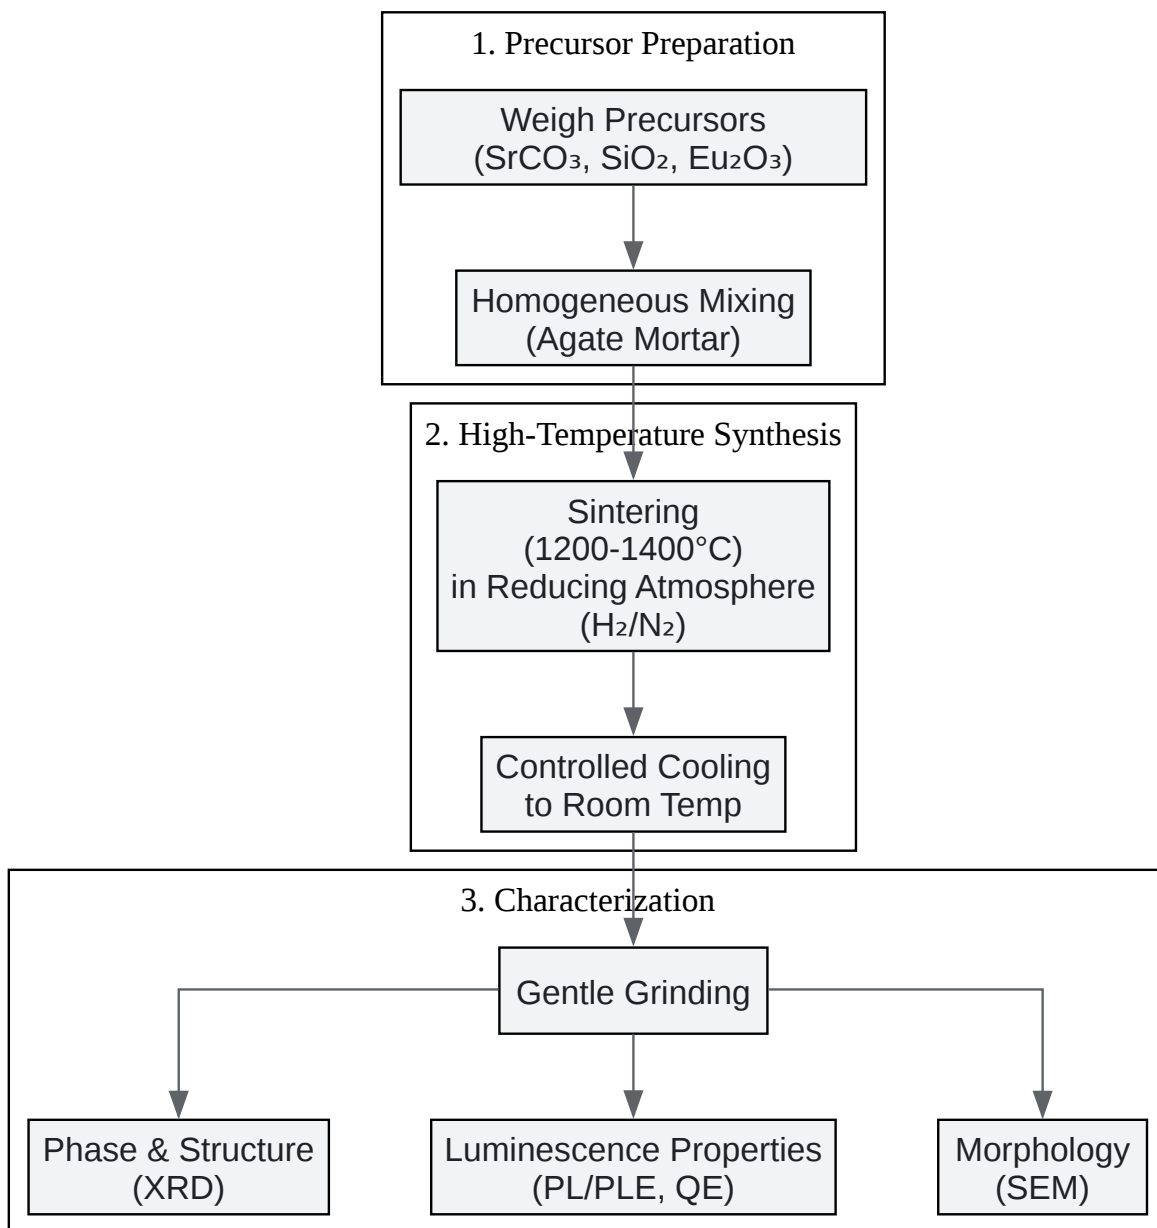 1. Precursor Preparation
Weigh Precursors
(SrCO₃, SiO₂, Eu₂O₃)
Homogeneous Mixing
(Agate Mortar)
2. High-Temperature Synthesis
Sintering
(1200-1400°C)
in Reducing Atmosphere
(H₂/N₂)
Controlled Cooling
to Room Temp
3. Characterization
Gentle Grinding
Phase & Structure
(XRD)
Luminescence Properties
(PL/PLE, QE)
Morphology
(SEM)